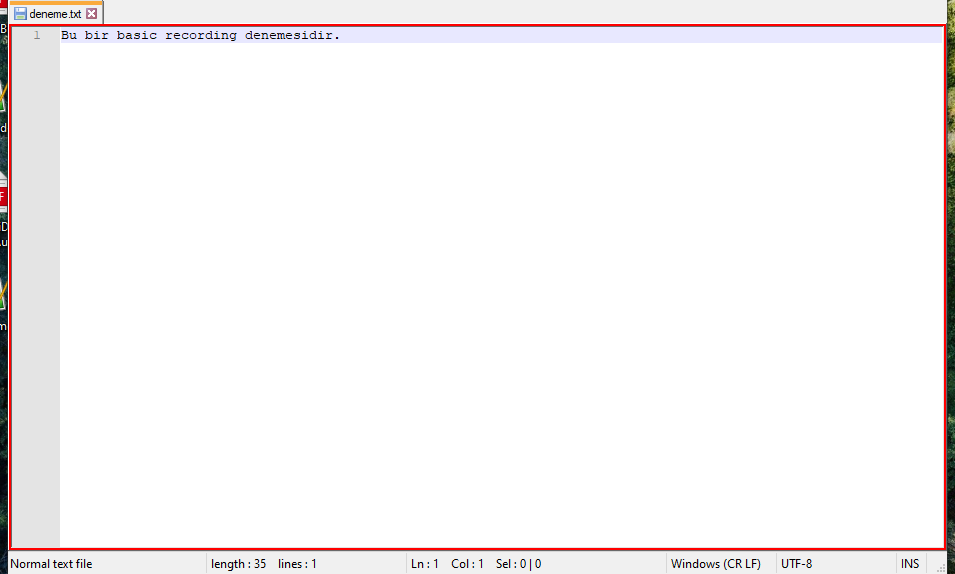 deneme.txt
1 Bu bir basic recording denemesidir.
Normal text file length : 35 lines : 1 Ln : 1 Col : 1 Sel : 0 | 0 Windows (CR LF) UTF-8 INS